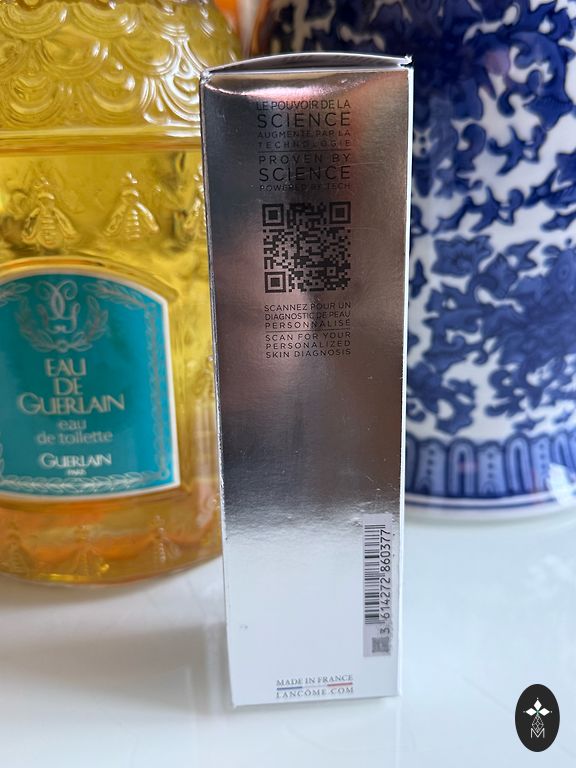 LE POUVOIR DE LA
SCIENCE
AUGMENTÉ PAR LA
TECHNOLOGIE
PROVEN BY
SCIENCE
POWERED BY TECH
SCANNEZ POUR UN
DIAGNOSTIC DE PEAU
PERSONNALISÉ
SCAN FOR YOUR
PERSONALIZED
SKIN DIAGNOSIS
3 614272 860377
MADE IN FRANCE
LANCOME.COM
EAU
DE
GUERLAIN
eau
de toilette
GUERLAIN
PARIS
M